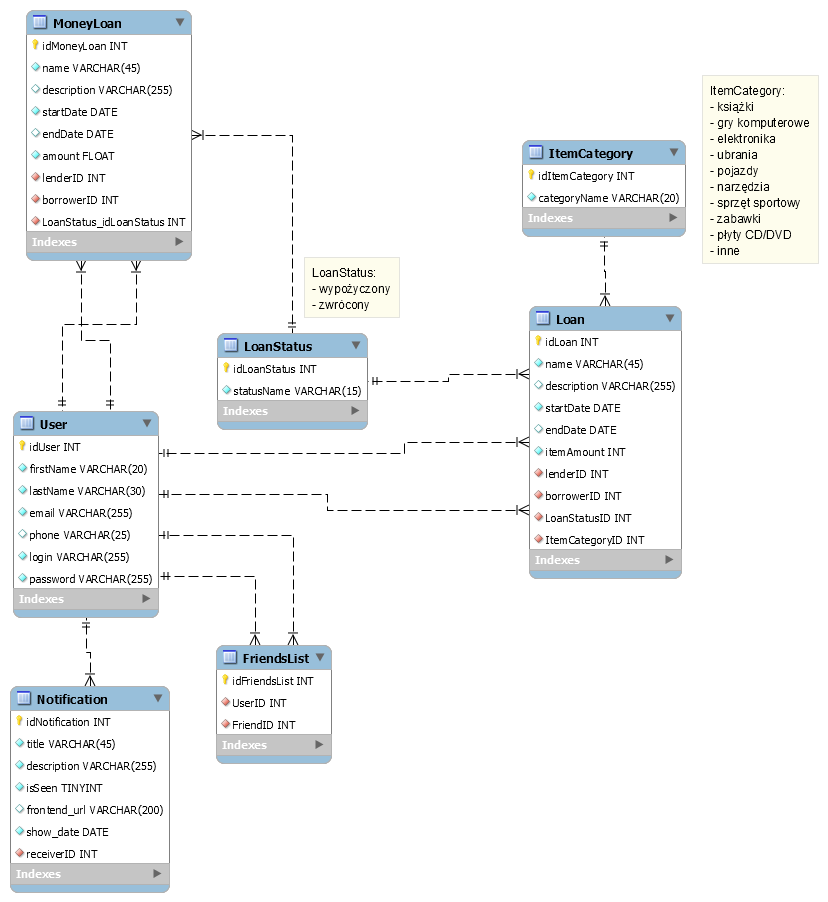 MoneyLoan
idMoneyLoan INT
name VARCHAR(45)
description VARCHAR(255)
startDate DATE
endDate DATE
amount FLOAT
lenderID INT
borrowerID INT
LoanStatus_idLoanStatus INT
Indexes
ItemCategory
idItemCategory INT
categoryName VARCHAR(20)
Indexes
ItemCategory:
- książki
- gry komputerowe
- elektronika
- ubrania
- pojazdy
- narzędzia
- sprzęt sportowy
- zabawki
- płyty CD/DVD
- inne
LoanStatus:
- wypożyczony
- zwrócony
LoanStatus
idLoanStatus INT
statusName VARCHAR(15)
Indexes
Loan
idLoan INT
name VARCHAR(45)
description VARCHAR(255)
startDate DATE
endDate DATE
itemAmount INT
lenderID INT
borrowerID INT
LoanStatusID INT
ItemCategoryID INT
Indexes
User
idUser INT
firstName VARCHAR(20)
lastName VARCHAR(30)
email VARCHAR(255)
phone VARCHAR(25)
login VARCHAR(255)
password VARCHAR(255)
Indexes
FriendsList
idFriendsList INT
UserID INT
FriendID INT
Indexes
Notification
idNotification INT
title VARCHAR(45)
description VARCHAR(255)
isSeen TINYINT
frontend_url VARCHAR(200)
show_date DATE
receiverID INT
Indexes